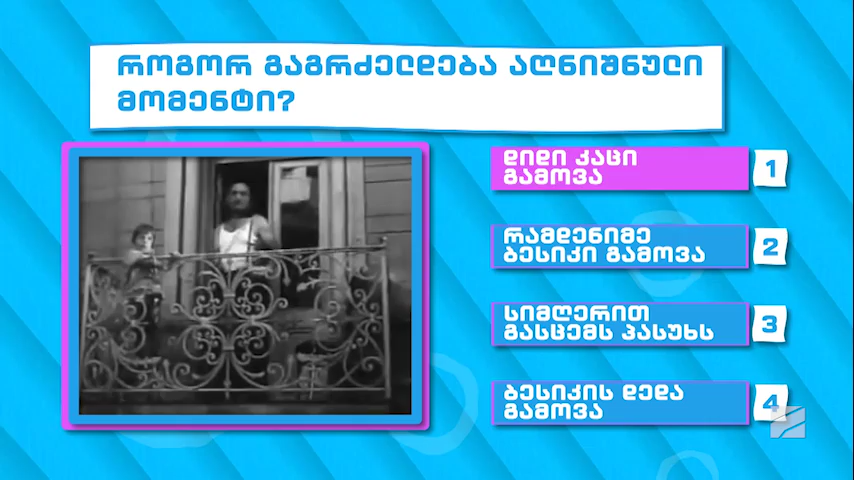 როგორ გაგრძელდება აღნიშნული
მომენტი?
დიდი კაცი
გამოვა
1
რამდენიმე
ბესიკი გამოვა
2
სიმღერით
გასცემს პასუხს
3
ბესიკის დედა
გამოვა
4